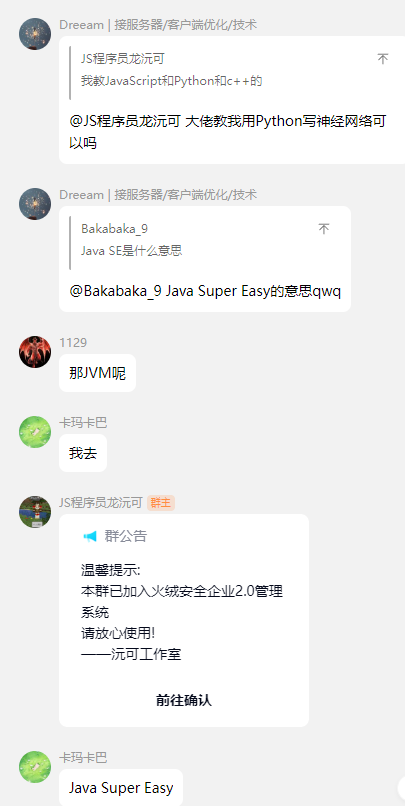 Dreeam | 接服务器/客户端优化/技术
JS程序员龙沅可
我教JavaScript和Python和c++的
@JS程序员龙沅可 大佬教我用Python写神经网络可
以吗
Dreeam | 接服务器/客户端优化/技术
Bakabaka_9
Java SE是什么意思
@Bakabaka_9 Java Super Easy的意思qwq
1129
那JVM呢
卡玛卡巴
我去
JS程序员龙沅可 群主
群公告
温馨提示:
本群已加入火绒安全企业2.0管理
系统
请放心使用!
——沅可工作室
前往确认
卡玛卡巴
Java Super Easy